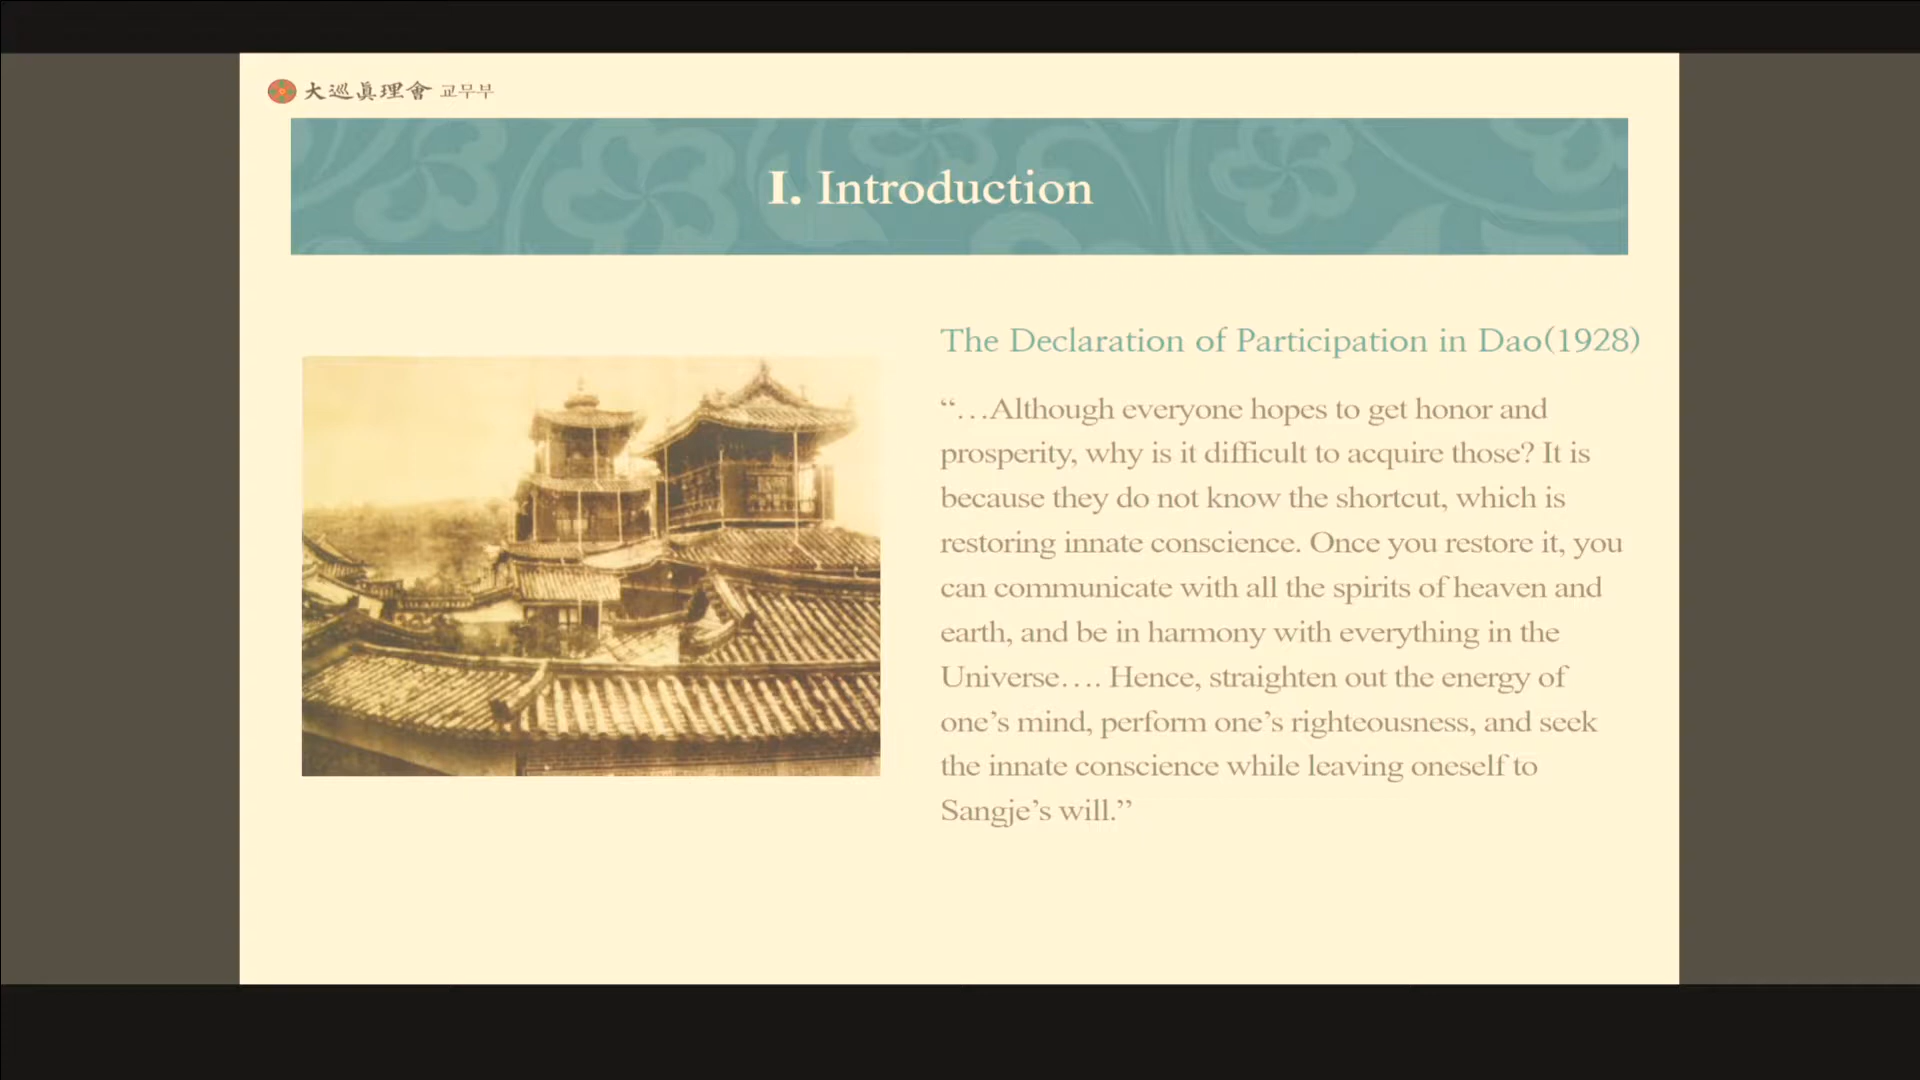 大巡眞理會 교무부
I. Introduction
The Declaration of Participation in Dao(1928)
“…Although everyone hopes to get honor and
prosperity, why is it difficult to acquire those? It is
because they do not know the shortcut, which is
restoring innate conscience. Once you restore it, you
can communicate with all the spirits of heaven and
earth, and be in harmony with everything in the
Universe…. Hence, straighten out the energy of
one’s mind, perform one’s righteousness, and seek
the innate conscience while leaving oneself to
Sangje’s will.”